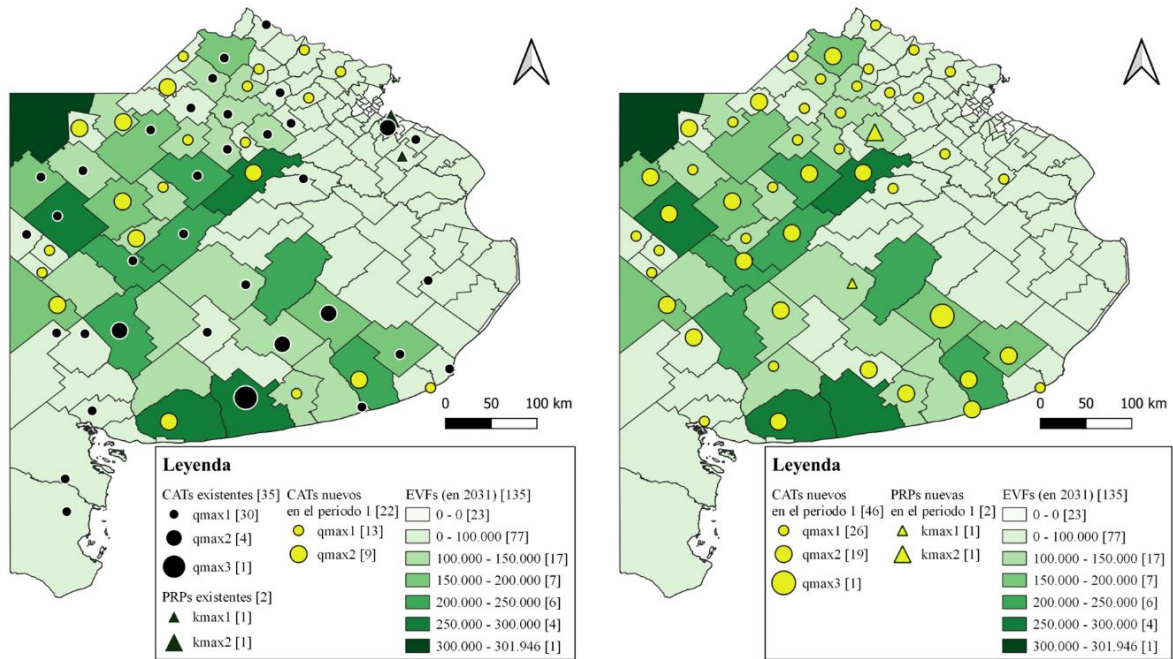 0 50 100 km
Leyenda
CATs existentes [35]
qmax1 [30]
qmax2 [4]
qmax3 [1]
PRPs existentes [2]
kmax1 [1]
kmax2 [1]
CATs nuevos
en el periodo 1 [22]
qmax1 [13]
qmax2 [9]
EVFs (en 2031) [135]
0 - 0 [23]
0 - 100.000 [77]
100.000 - 150.000 [17]
150.000 - 200.000 [7]
200.000 - 250.000 [6]
250.000 - 300.000 [4]
300.000 - 301.946 [1]
0 50 100 km
Leyenda
CATs nuevos
en el periodo 1 [46]
qmax1 [26]
qmax2 [19]
qmax3 [1]
PRPs nuevas
en el periodo 1 [2]
kmax1 [1]
kmax2 [1]
EVFs (en 2031) [135]
0 - 0 [23]
0 - 100.000 [77]
100.000 - 150.000 [17]
150.000 - 200.000 [7]
200.000 - 250.000 [6]
250.000 - 300.000 [4]
300.000 - 301.946 [1]